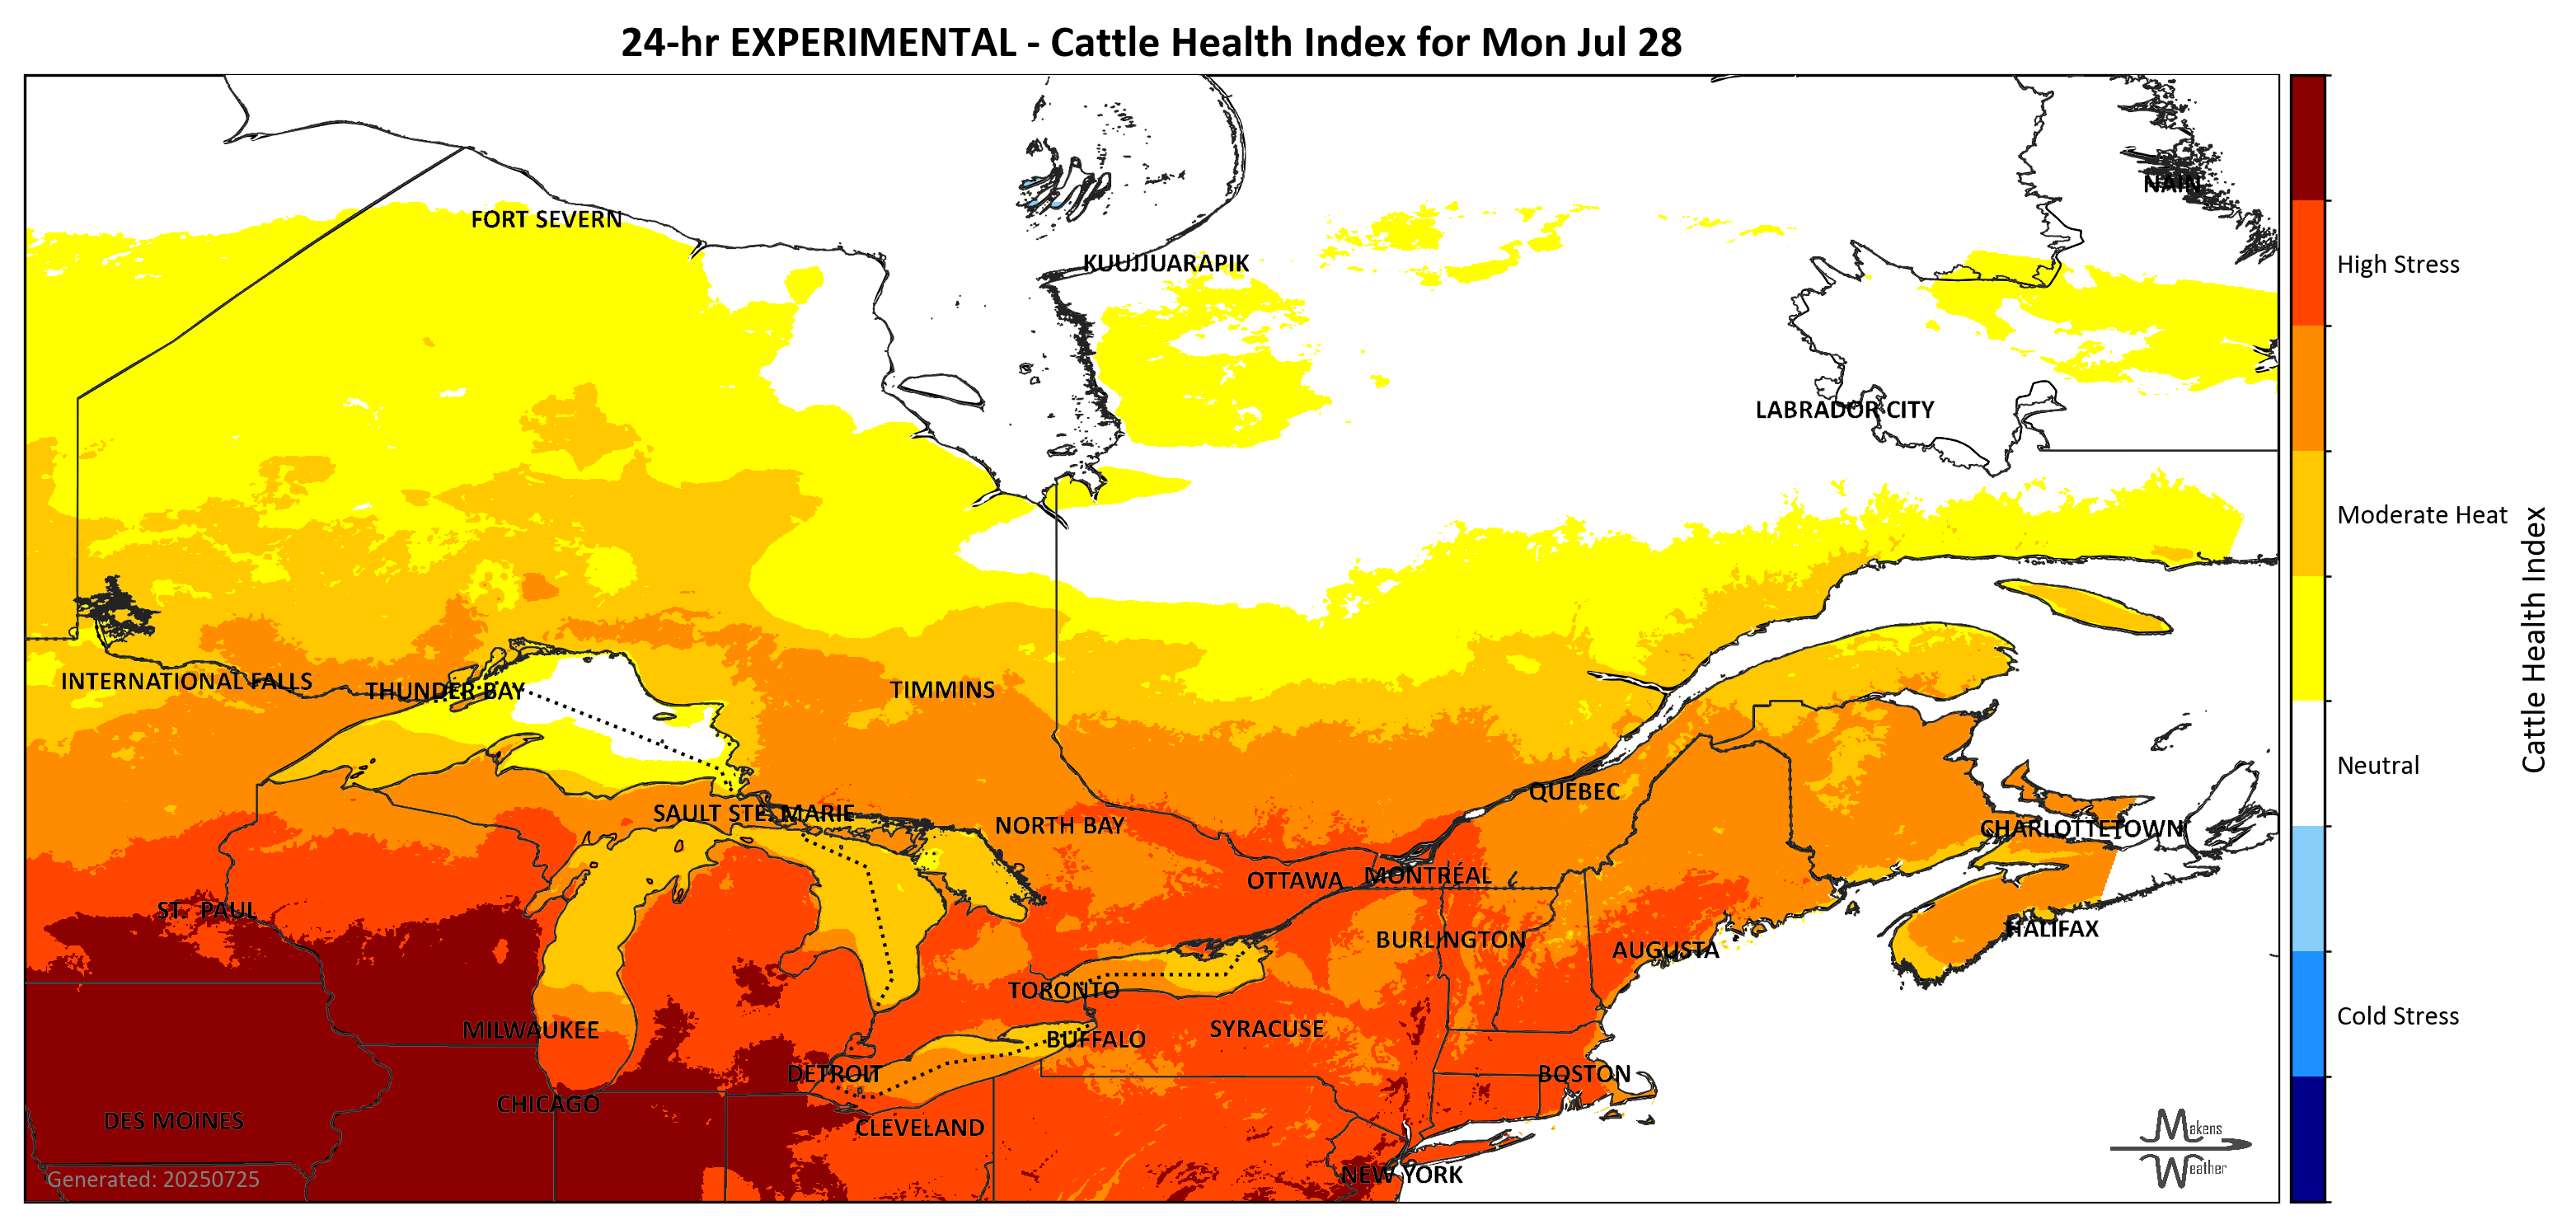 24-hr EXPERIMENTAL - Cattle Health Index for Mon Jul 28
NAIN
FORT SEVERN
KUUJJUARAPIK
High Stress
LABRADOR CITY
Moderate Heat
Cattle Health Index
INTERNATIONAL FALLS
THUNDER BAY
TIMMINS
Neutral
QUEBEC
SAULT STE. MARIE
NORTH BAY
CHARLOTTETOWN
OTTAWA
MONTRÉAL
ST. PAUL
HALIFAX
BURLINGTON
AUGUSTA
TORONTO
Cold Stress
MILWAUKEE
SYRACUSE
BUFFALO
DETROIT
BOSTON
CHICAGO
DES MOINES
CLEVELAND
Makens
Weather
NEW YORK
Generated: 20250725